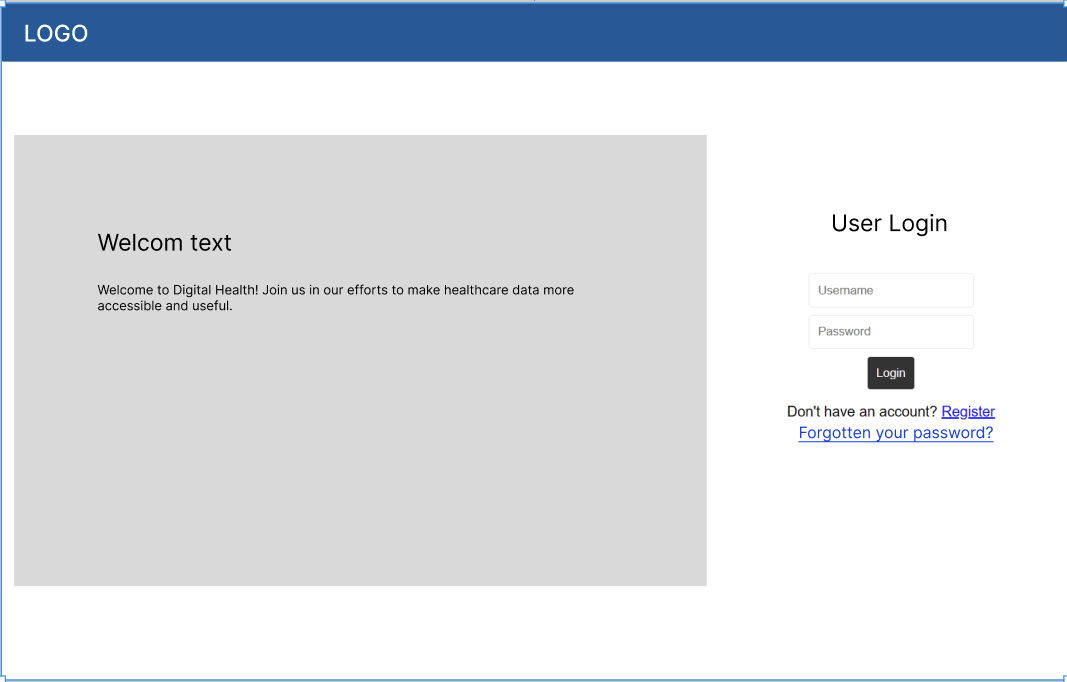 LOGO
Welcom text
Welcome to Digital Health! Join us in our efforts to make healthcare data more
accessible and useful.
User Login
Username
Password
Login
Don't have an account? Register
Forgotten your password?